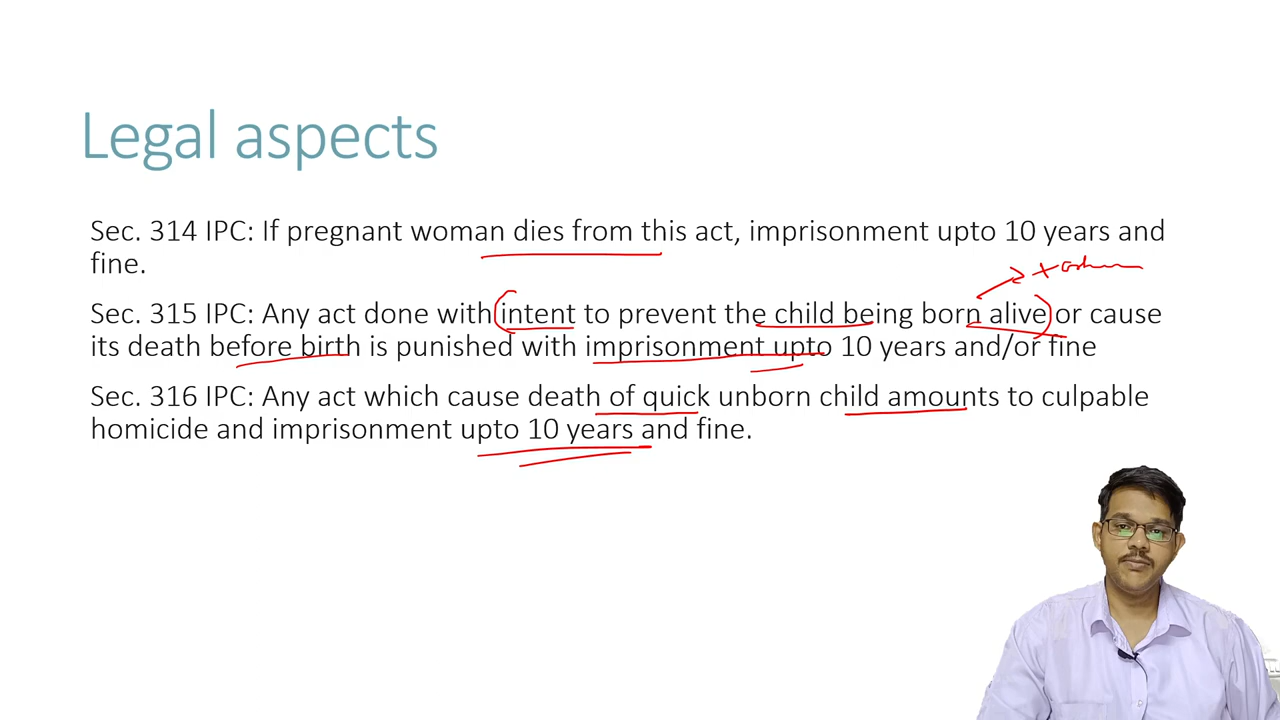 Legal aspects
Sec. 314 IPC: If pregnant woman dies from this act, imprisonment upto 10 years and
fine.
Sec. 315 IPC: Any act done with intent to prevent the child being born alive or cause
its death before birth is punished with imprisonment upto 10 years and/or fine
Sec. 316 IPC: Any act which cause death of quick unborn child amounts to culpable
homicide and imprisonment upto 10 years and fine.